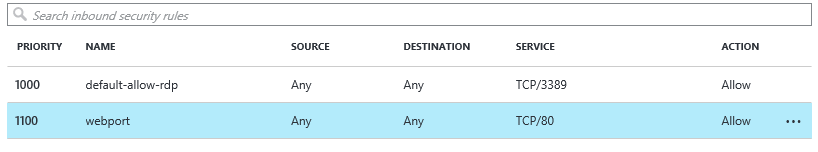 Search inbound security rules
PRIORITY NAME SOURCE DESTINATION SERVICE ACTION
1000 default-allow-rdp Any Any TCP/3389 Allow
1100 webport Any Any TCP/80 Allow ...